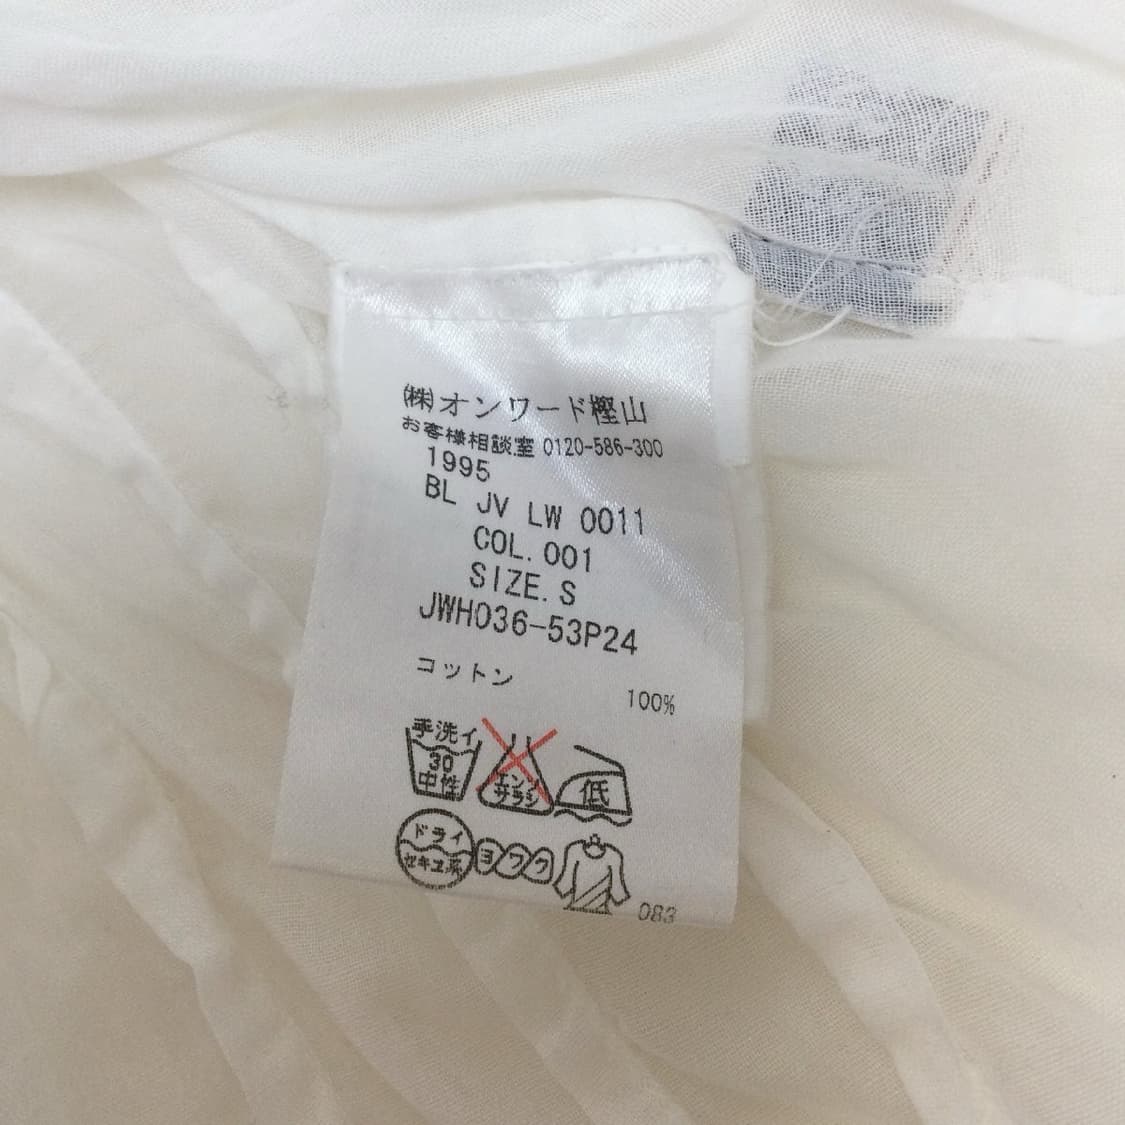 ㈱オンワード樫山
お客様相談室 0120-586-300
1995
BL JV LW 0011
COL.001
SIZE.S
JWH036-53P24
コットン 100%
手洗イ
30
中性
エンソ
サラシ
低
ドライ
セキユ系
ヨワク
083